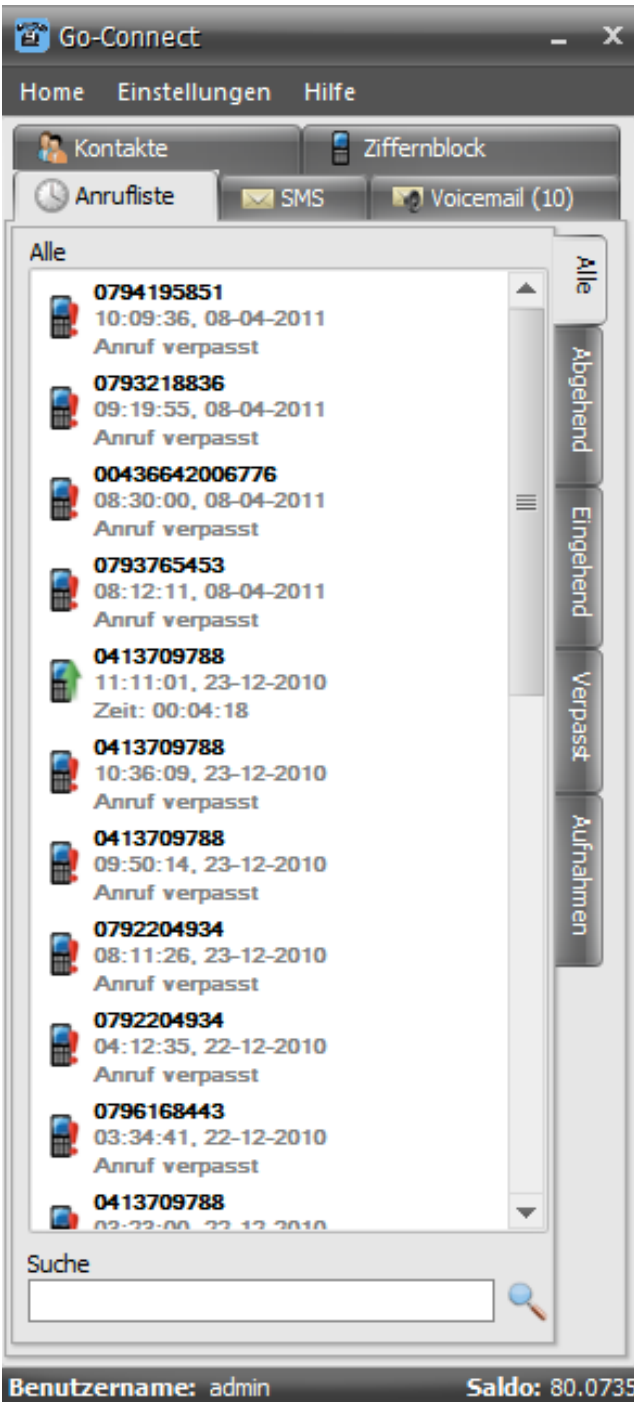 Go-Connect
Home Einstellungen Hilfe
Kontakte Ziffernblock
Anrufliste SMS Voicemail (10)
Alle
0794195851
10:09:36, 08-04-2011
Anruf verpasst
0793218836
09:19:55, 08-04-2011
Anruf verpasst
00436642006776
08:30:00, 08-04-2011
Anruf verpasst
0793765453
08:12:11, 08-04-2011
Anruf verpasst
0413709788
11:11:01, 23-12-2010
Zeit: 00:04:18
0413709788
10:36:09, 23-12-2010
Anruf verpasst
0413709788
09:50:14, 23-12-2010
Anruf verpasst
0792204934
08:11:26, 23-12-2010
Anruf verpasst
0792204934
04:12:35, 22-12-2010
Anruf verpasst
0796168443
03:34:41, 22-12-2010
Anruf verpasst
0413709788
03:23:00, 22-12-2010
Alle
Abgehend
Eingehend
Verpasst
Aufnahmen
Suche
Benutzername: admin Saldo: 80.0735